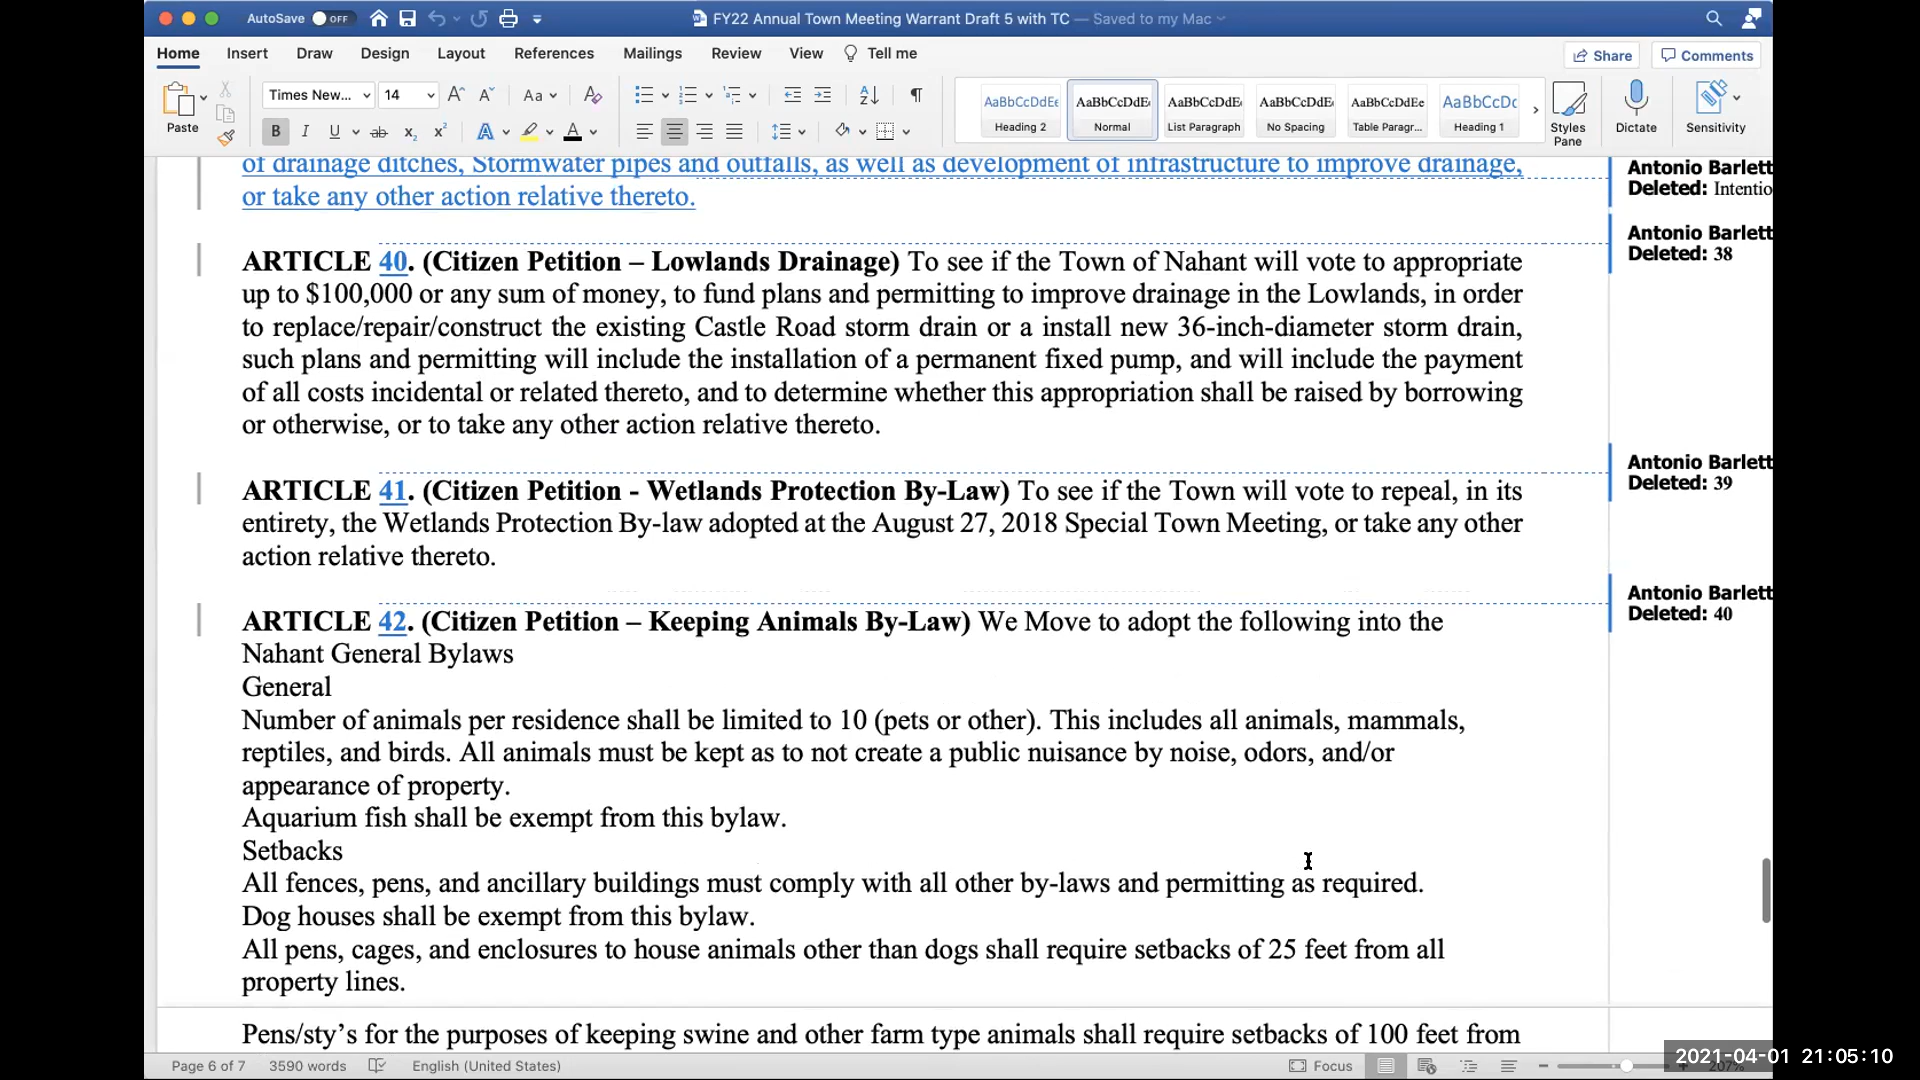 AutoSave OFF
FY22 Annual Town Meeting Warrant Draft 5 with TC — Saved to my Mac
Home Insert Draw Design Layout References Mailings Review View Tell me
Share Comments
Paste
Times New... 14
AaBbCcDdEe AaBbCcDdE AaBbCcDdE AaBbCcDdE AaBbCcDdEe AaBbCcDc
Heading 2 Normal List Paragraph No Spacing Table Paragr... Heading 1
Styles Pane
Dictate
Sensitivity
of drainage ditches, Stormwater pipes and outfalls, as well as development of infrastructure to improve drainage,
or take any other action relative thereto.
Antonio Barlett
Deleted: Intentio
Antonio Barlett
Deleted: 38
ARTICLE 40. (Citizen Petition – Lowlands Drainage) To see if the Town of Nahant will vote to appropriate
up to $100,000 or any sum of money, to fund plans and permitting to improve drainage in the Lowlands, in order
to replace/repair/construct the existing Castle Road storm drain or a install new 36-inch-diameter storm drain,
such plans and permitting will include the installation of a permanent fixed pump, and will include the payment
of all costs incidental or related thereto, and to determine whether this appropriation shall be raised by borrowing
or otherwise, or to take any other action relative thereto.
Antonio Barlett
Deleted: 39
ARTICLE 41. (Citizen Petition - Wetlands Protection By-Law) To see if the Town will vote to repeal, in its
entirety, the Wetlands Protection By-law adopted at the August 27, 2018 Special Town Meeting, or take any other
action relative thereto.
Antonio Barlett
Deleted: 40
ARTICLE 42. (Citizen Petition – Keeping Animals By-Law) We Move to adopt the following into the
Nahant General Bylaws
General
Number of animals per residence shall be limited to 10 (pets or other). This includes all animals, mammals,
reptiles, and birds. All animals must be kept as to not create a public nuisance by noise, odors, and/or
appearance of property.
Aquarium fish shall be exempt from this bylaw.
Setbacks
All fences, pens, and ancillary buildings must comply with all other by-laws and permitting as required.
Dog houses shall be exempt from this bylaw.
All pens, cages, and enclosures to house animals other than dogs shall require setbacks of 25 feet from all
property lines.
Pens/sty’s for the purposes of keeping swine and other farm type animals shall require setbacks of 100 feet from
Page 6 of 7 3590 words English (United States) Focus
2021-04-01 21:05:10